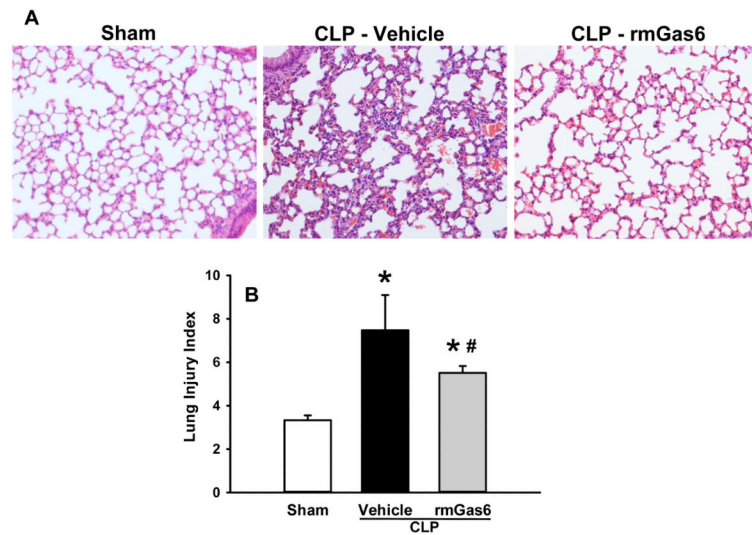 A
Sham
CLP - Vehicle
CLP - rmGas6
B
Lung Injury Index
10
8
6
4
2
0
*
* #
Sham
Vehicle
rmGas6
CLP